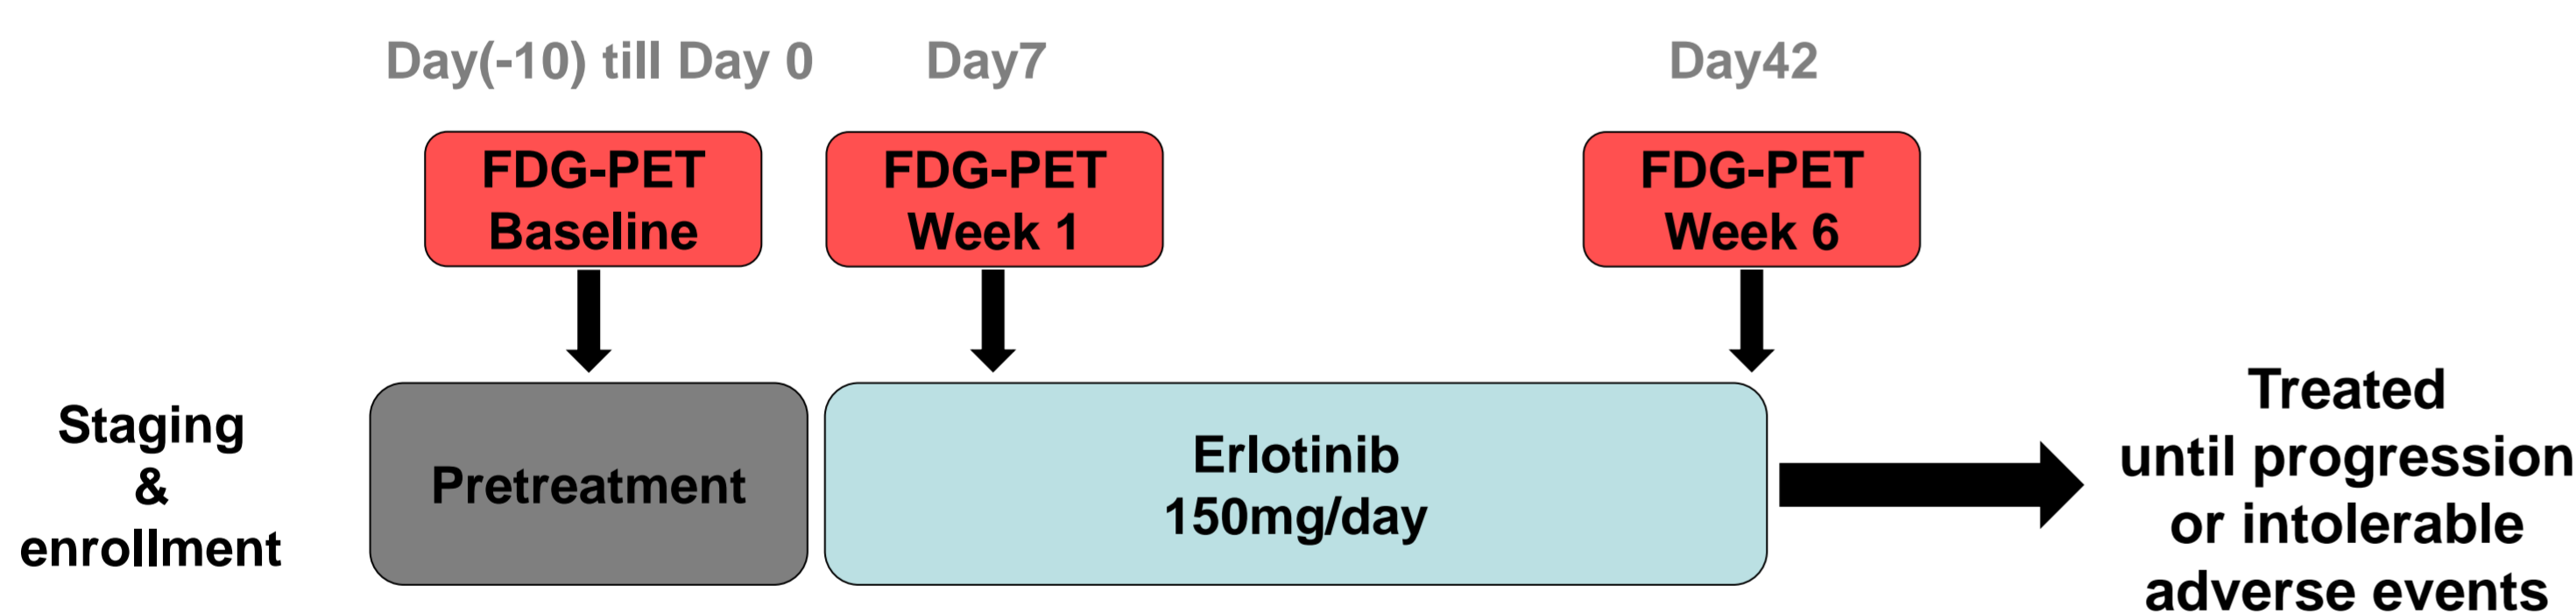 Day(-10) till Day 0
Day7
Day42
FDG-PET
Baseline
FDG-PET
Week 1
FDG-PET
Week 6
Staging
&
enrollment
Pretreatment
Erlotinib
150mg/day
Treated
until progression
or intolerable
adverse events